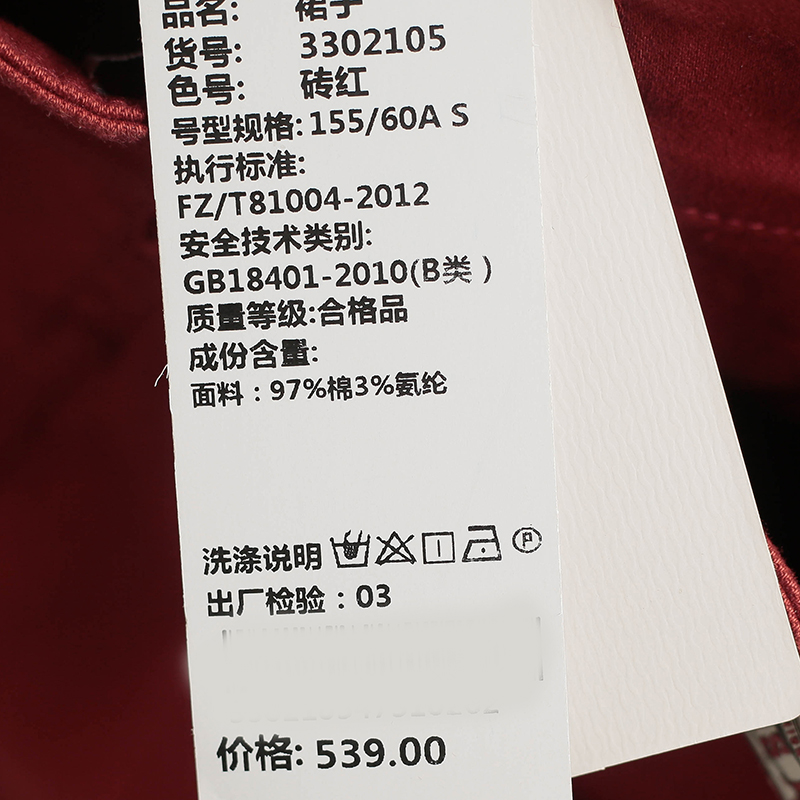 品名: 裙子
货号: 3302105
色号: 砖红
号型规格: 155/60A S
执行标准:
FZ/T81004-2012
安全技术类别:
GB18401-2010(B类 )
质量等级:合格品
成份含量:
面料：97%棉3%氨纶
洗涤说明 P
出厂检验：03
价格: 539.00